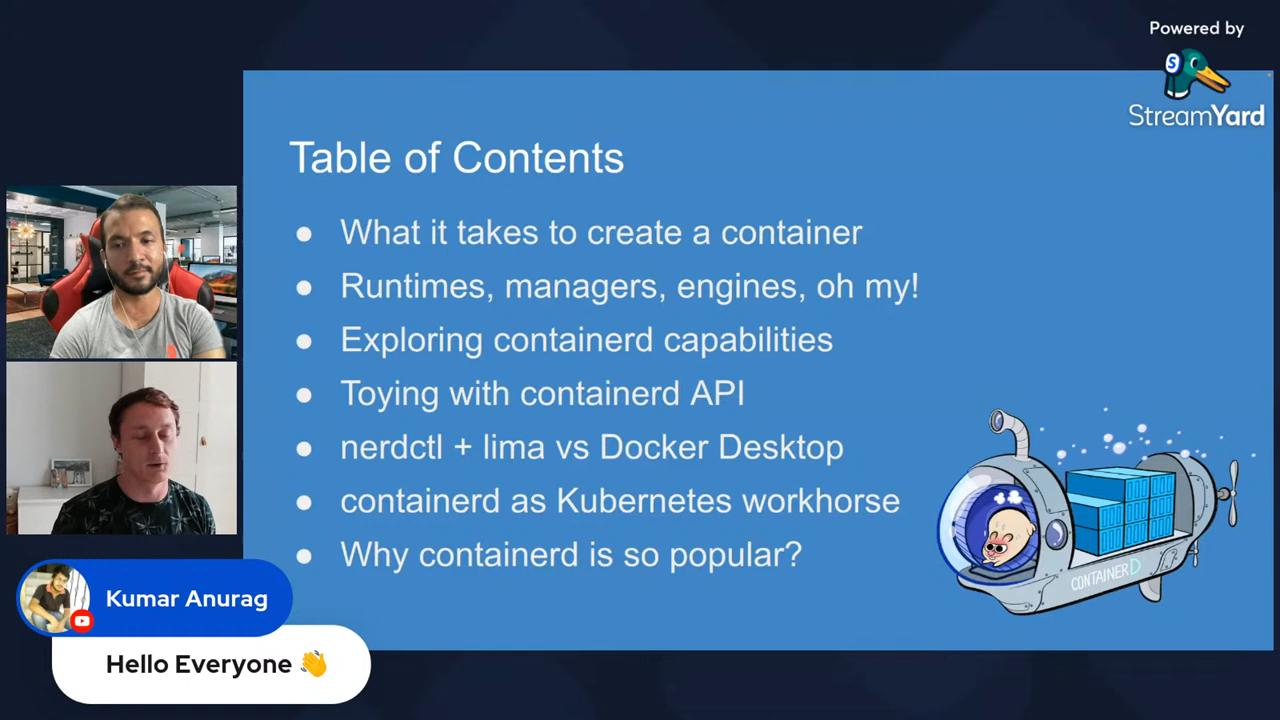 Powered by
StreamYard
Table of Contents
● What it takes to create a container
● Runtimes, managers, engines, oh my!
● Exploring containerd capabilities
● Toying with containerd API
● nerdctl + lima vs Docker Desktop
● containerd as Kubernetes workhorse
● Why containerd is so popular?
CONTAINERD
Kumar Anurag
Hello Everyone 👋